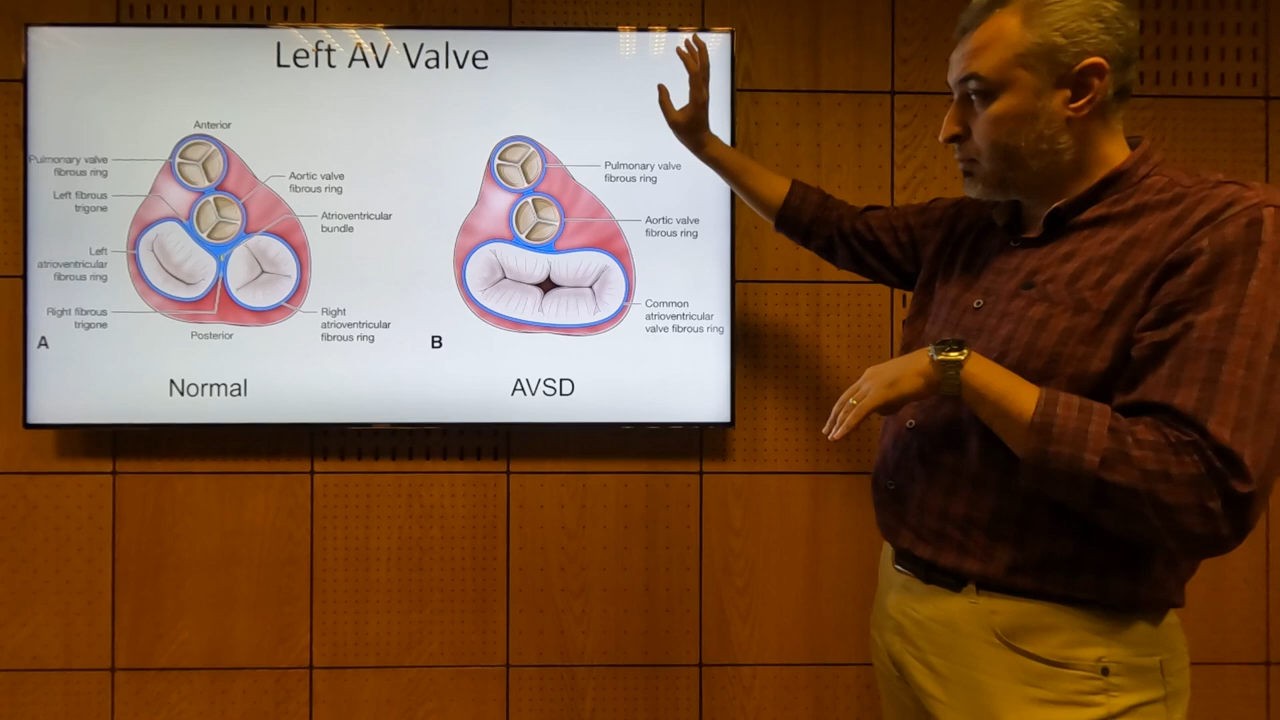 Left AV Valve
Anterior
Pulmonary valve
fibrous ring
Left fibrous
trigone
Left
atrioventricular
fibrous ring
Right fibrous
trigone
Aortic valve
fibrous ring
Atrioventricular
bundle
Right
atrioventricular
fibrous ring
Posterior
A
Normal
Pulmonary valve
fibrous ring
Aortic valve
fibrous ring
Common
atrioventricular
valve fibrous ring
B
AVSD